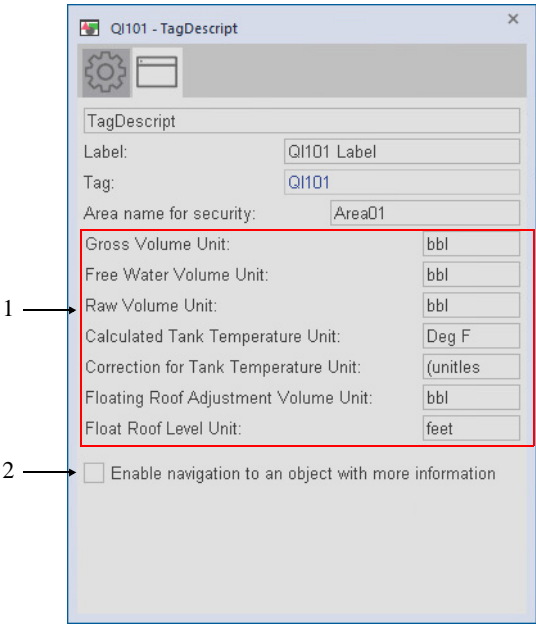 QI101 - TagDescript
TagDescript
Label: QI101 Label
Tag: QI101
Area name for security: Area01
Gross Volume Unit: bbl
Free Water Volume Unit: bbl
1 Raw Volume Unit: bbl
Calculated Tank Temperature Unit: Deg F
Correction for Tank Temperature Unit: (unitles
Floating Roof Adjustment Volume Unit: bbl
Float Roof Level Unit: feet
2 Enable navigation to an object with more information